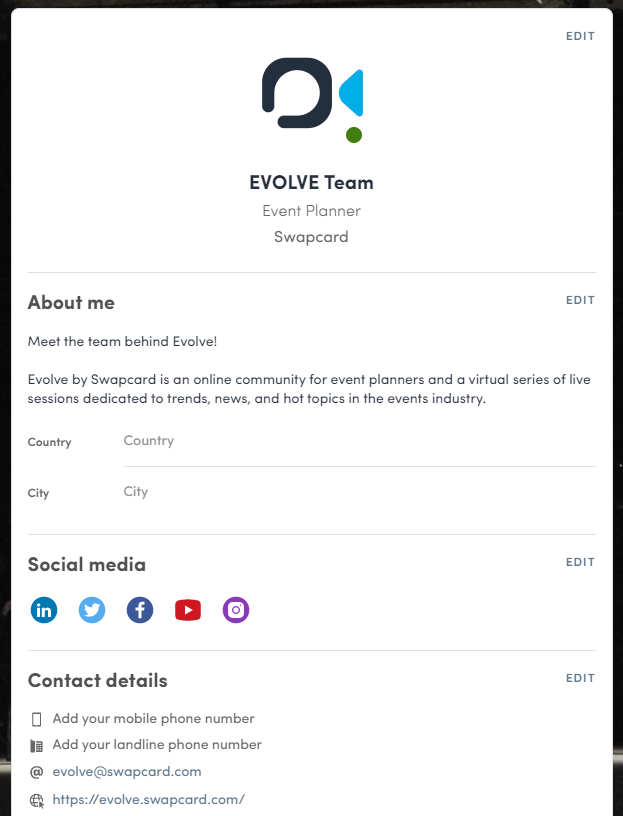 EDIT
EVOLVE Team
Event Planner
Swapcard
About me
EDIT
Meet the team behind Evolve!
Evolve by Swapcard is an online community for event planners and a virtual series of live
sessions dedicated to trends, news, and hot topics in the events industry.
Country Country
City City
Social media
EDIT
in
f
Contact details
EDIT
Add your mobile phone number
Add your landline phone number
@ evolve@swapcard.com
https://evolve.swapcard.com/